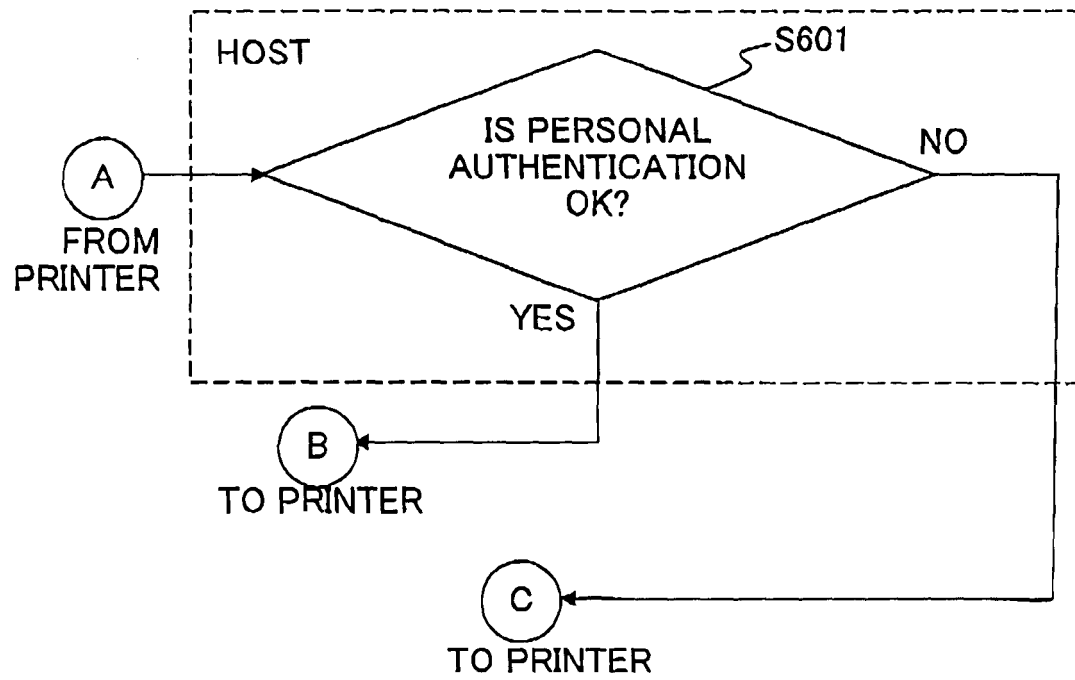 HOST
S601
IS PERSONAL
AUTHENTICATION
OK?
NO
A
FROM
PRINTER
YES
B
TO PRINTER
C
TO PRINTER